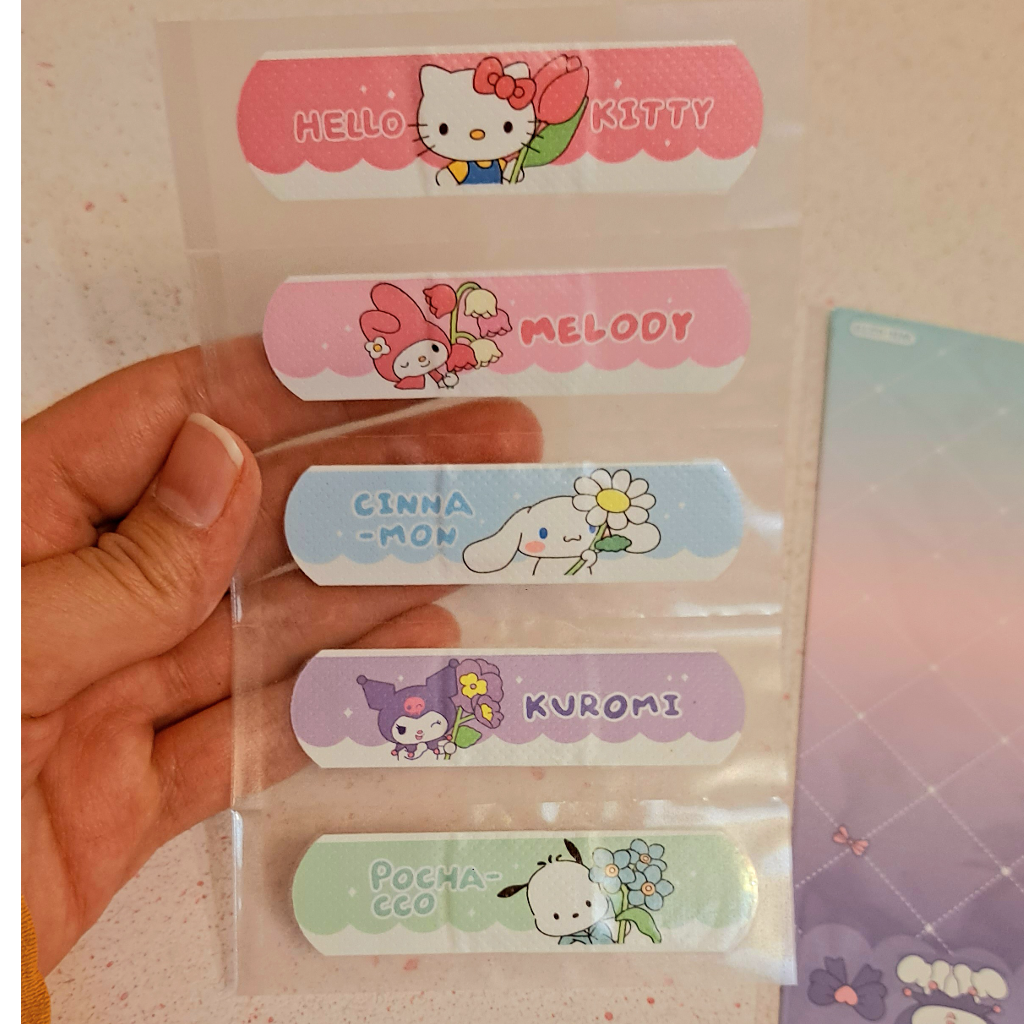 HELLO KITTY
MELODY
CINNA
-MON
KUROMI
POCHA-
CCO